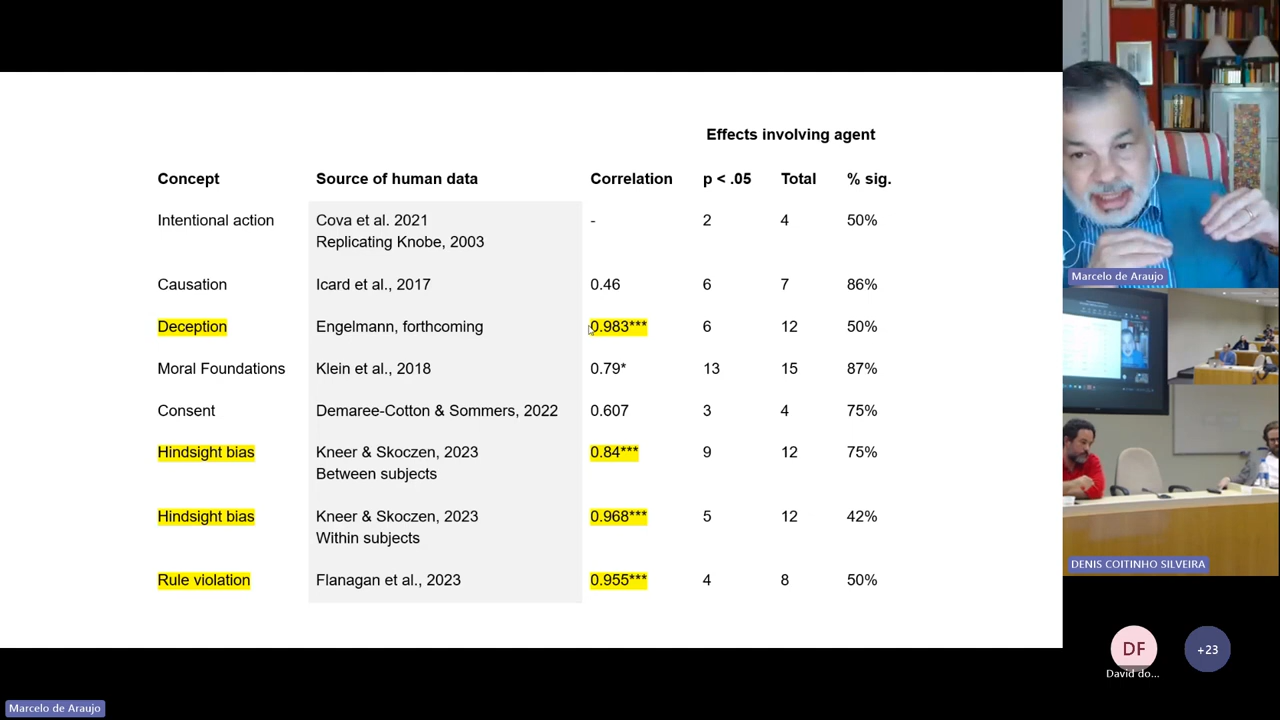 Effects involving agent
Concept Source of human data Correlation p < .05 Total % sig.
Intentional action Cova et al. 2021 - 2 4 50%
Replicating Knobe, 2003
Causation Icard et al., 2017 0.46 6 7 86%
Deception Engelmann, forthcoming 0.983*** 6 12 50%
Moral Foundations Klein et al., 2018 0.79* 13 15 87%
Consent Demaree-Cotton & Sommers, 2022 0.607 3 4 75%
Hindsight bias Kneer & Skoczen, 2023 0.84*** 9 12 75%
Between subjects
Hindsight bias Kneer & Skoczen, 2023 0.968*** 5 12 42%
Within subjects
Rule violation Flanagan et al., 2023 0.955*** 4 8 50%
Marcelo de Araujo
DENIS COITINHO SILVEIRA
DF
+23
David do...
Marcelo de Araujo